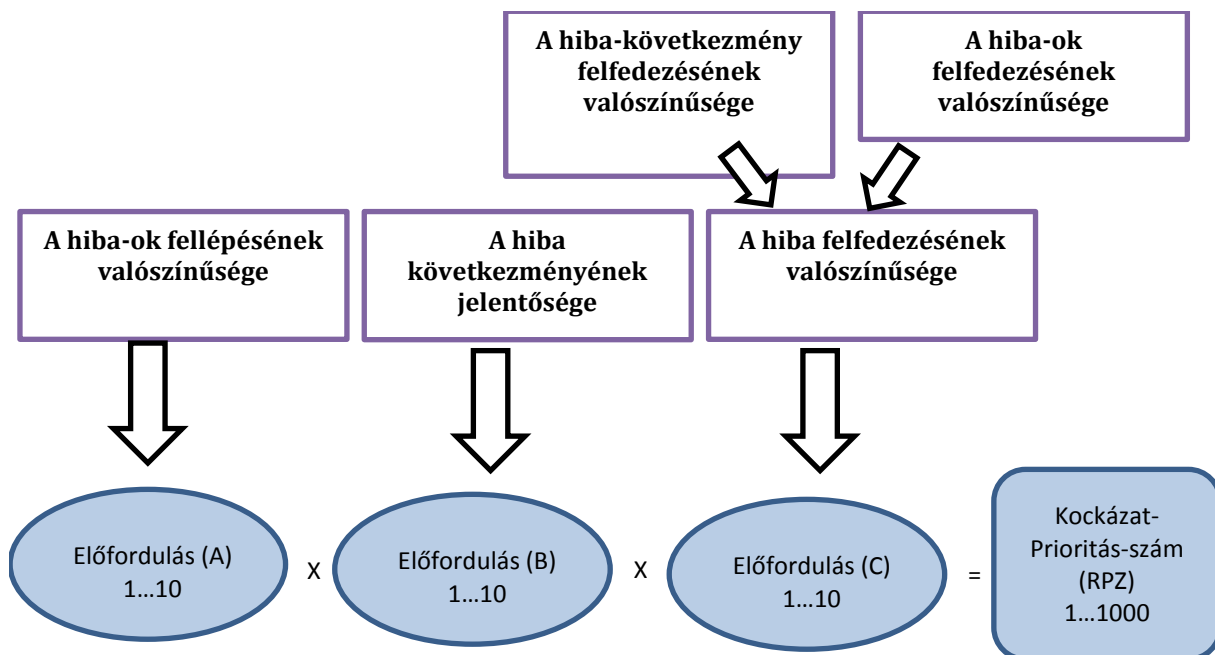 A hiba-következmény
felfedezésének
valószínűsége
A hiba-ok
felfedezésének
valószínűsége
A hiba-ok fellépésének
valószínűsége
A hiba
következményének
jelentősége
A hiba felfedezésének
valószínűsége
Előfordulás (A)
1...10
X
Előfordulás (B)
1...10
X
Előfordulás (C)
1...10
=
Kockázat-
Prioritás-szám
(RPZ)
1...1000